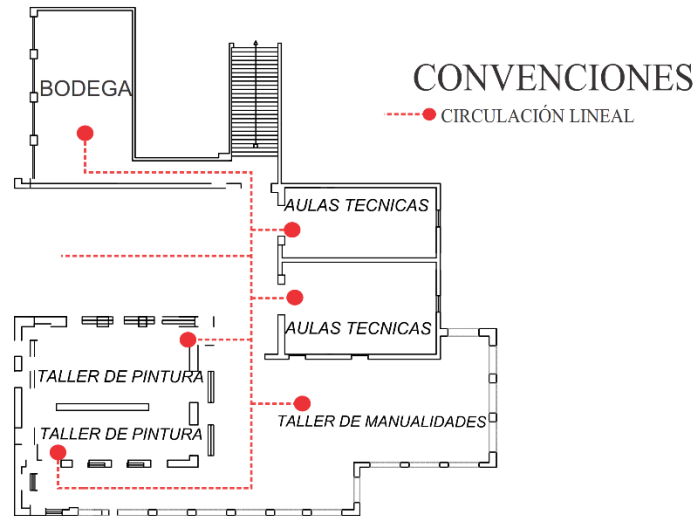 BODEGA
CONVENCIONES
CIRCULACIÓN LINEAL
AULAS TECNICAS
AULAS TECNICAS
TALLER DE PINTURA
TALLER DE MANUALIDADES
TALLER DE PINTURA